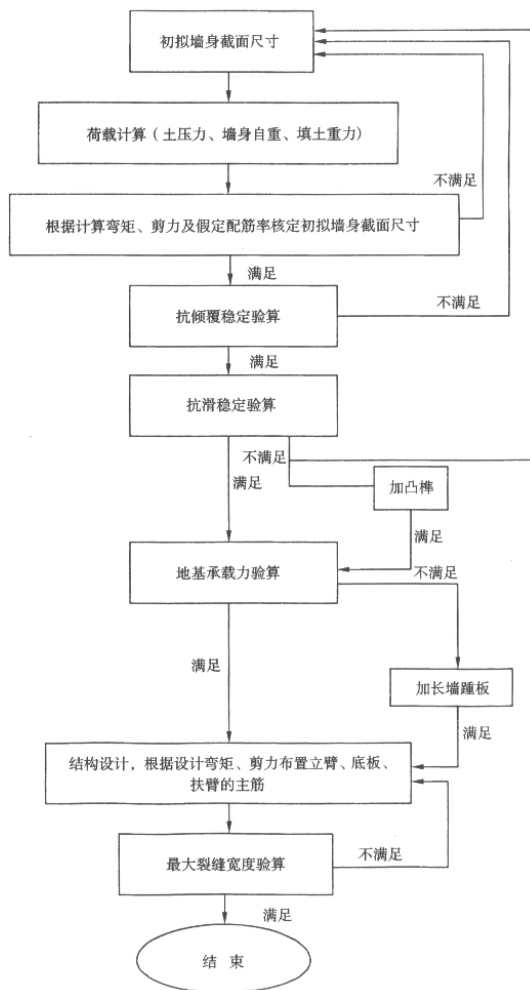 初拟墙身截面尺寸
荷载计算（土压力、墙身自重、填土重力）
不满足
根据计算弯矩、剪力及假定配筋率核定初拟墙身截面尺寸
满足
抗倾覆稳定验算
不满足
满足
抗滑稳定验算
不满足
满足
加凸榫
满足
地基承载力验算
不满足
满足
加长墙踵板
满足
结构设计，根据设计弯矩、剪力布置立臂、底板、
扶臂的主筋
不满足
最大裂缝宽度验算
满足
结 束